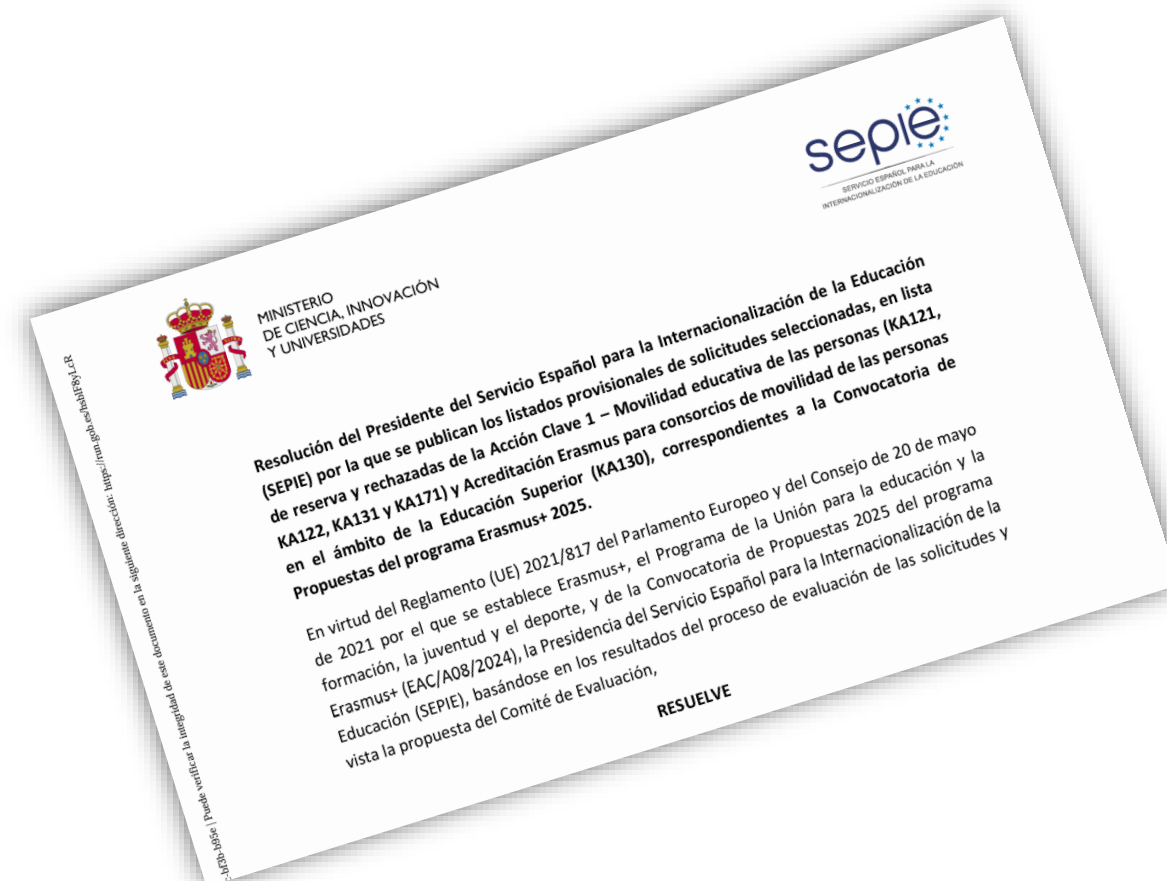 sepie
SERVICIO ESPAÑOL PARA LA
INTERNACIONALIZACIÓN DE LA EDUCACIÓN
MINISTERIO
DE CIENCIA, INNOVACIÓN
Y UNIVERSIDADES
Resolución del Presidente del Servicio Español para la Internacionalización de la Educación
(SEPIE) por la que se publican los listados provisionales de solicitudes seleccionadas, en lista
de reserva y rechazadas de la Acción Clave 1 – Movilidad educativa de las personas (KA121,
KA122, KA131 y KA171) y Acreditación Erasmus para consorcios de movilidad de las personas
en el ámbito de la Educación Superior (KA130), correspondientes a la Convocatoria de
Propuestas del programa Erasmus+ 2025.
En virtud del Reglamento (UE) 2021/817 del Parlamento Europeo y del Consejo de 20 de mayo
de 2021 por el que se establece Erasmus+, el Programa de la Unión para la educación y la
formación, la juventud y el deporte, y de la Convocatoria de Propuestas 2025 del programa
Erasmus+ (EAC/A08/2024), la Presidencia del Servicio Español para la Internacionalización de la
Educación (SEPIE), basándose en los resultados del proceso de evaluación de las solicitudes y
vista la propuesta del Comité de Evaluación,
RESUELVE
-bf3b-b95e | Puede verificar la integridad de este documento en la siguiente dirección: https://run.gob.es/